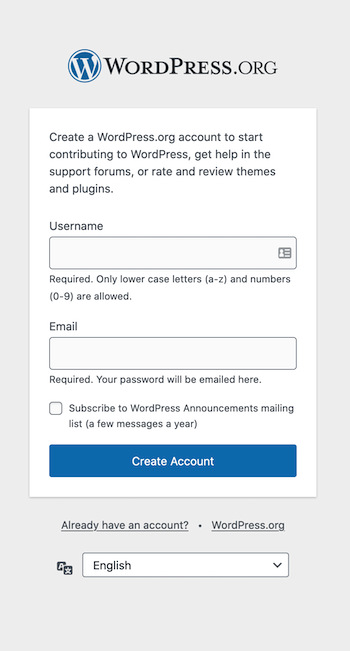 WORDPRESS.ORG
Create a WordPress.org account to start
contributing to WordPress, get help in the
support forums, or rate and review themes
and plugins.
Username
Required. Only lower case letters (a-z) and numbers
(0-9) are allowed.
Email
Required. Your password will be emailed here.
Subscribe to WordPress Announcements mailing
list (a few messages a year)
Create Account
Already have an account? • WordPress.org
English